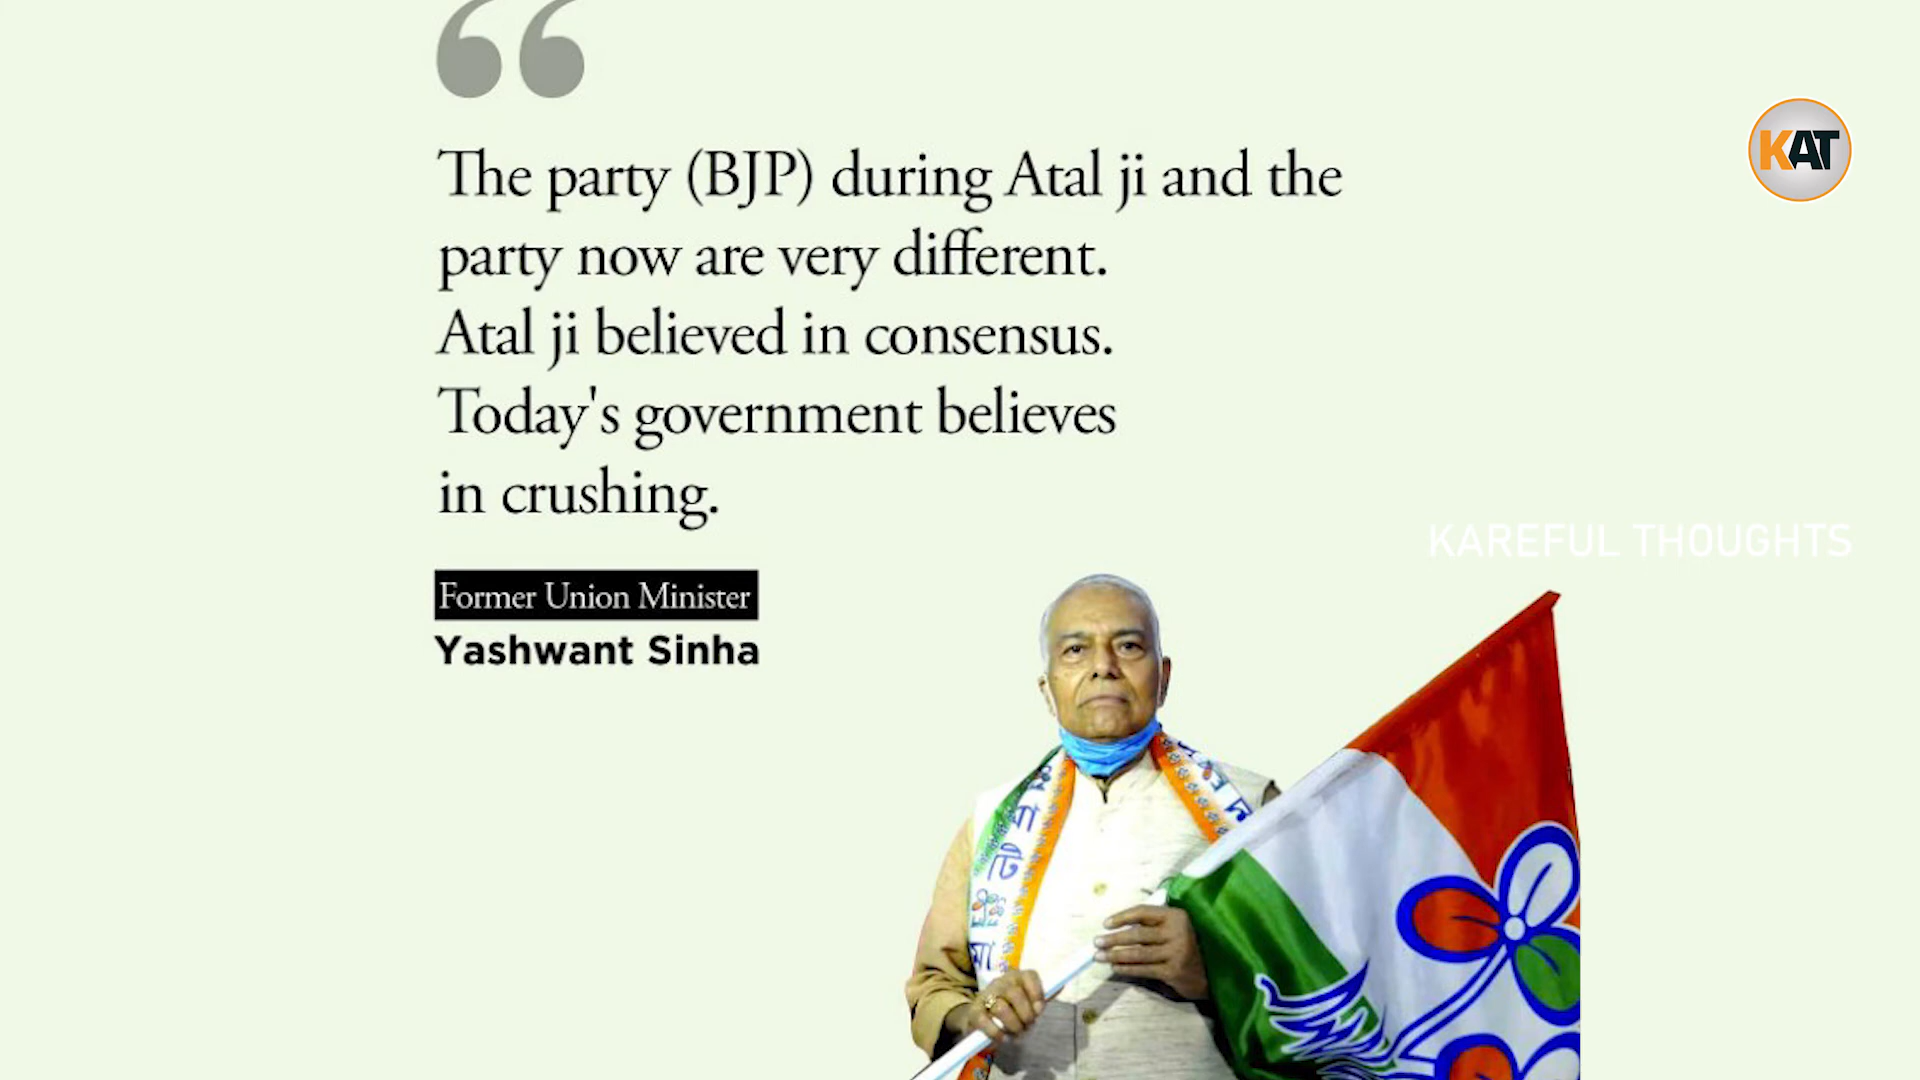 “
The party (BJP) during Atal ji and the
party now are very different.
Atal ji believed in consensus.
Today's government believes
in crushing.
Former Union Minister
Yashwant Sinha
KAT
KAREFUL THOUGHTS